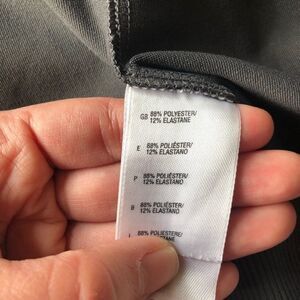 GB 88% POLYESTER/
12% ELASTANE
E 88% POLIÉSTER/
12% ELASTANO
P 88% POLIÉSTER/
12% ELASTANO
B 88% POLIÉSTER/
12% ELASTANO
88% POLIESTERE/